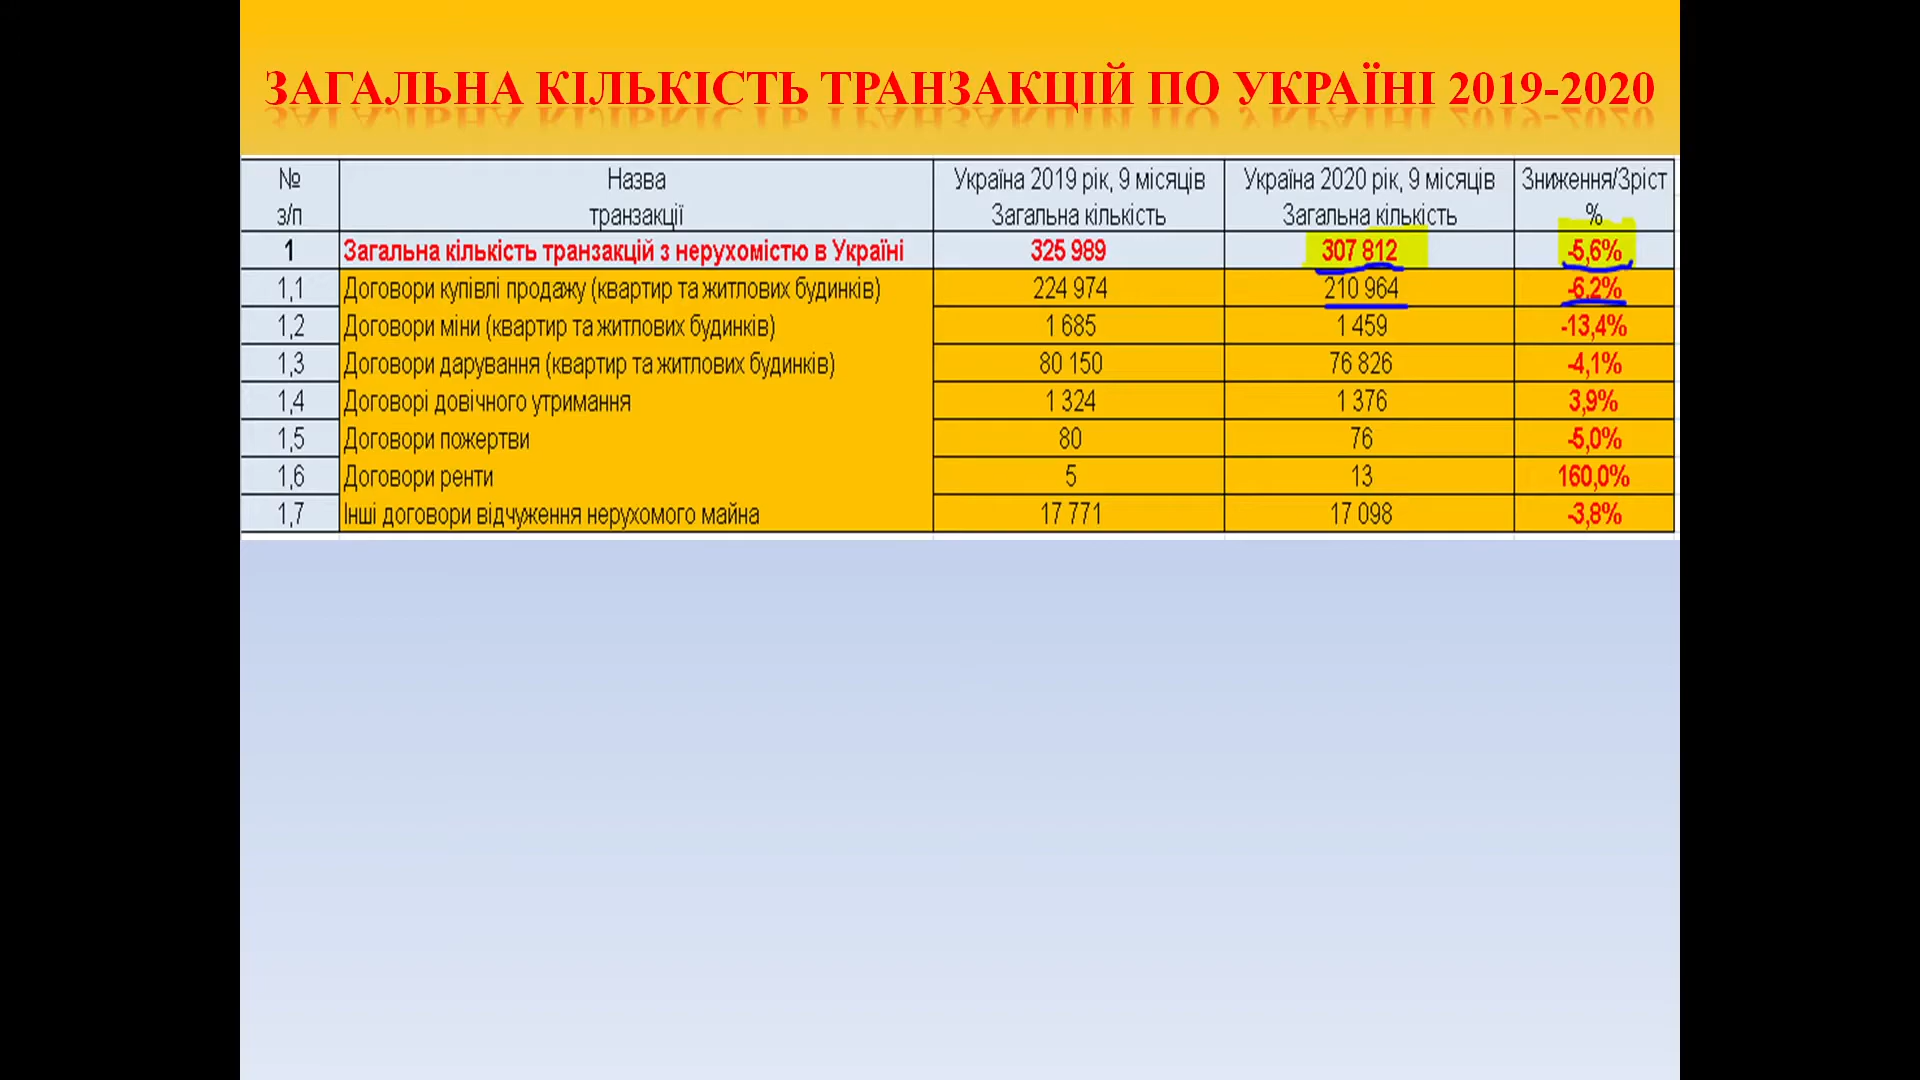 ЗАГАЛЬНА КІЛЬКІСТЬ ТРАНЗАКЦІЙ ПО УКРАЇНІ 2019-2020
№ з/п Назва транзакції Україна 2019 рік, 9 місяців Загальна кількість Україна 2020 рік, 9 місяців Загальна кількість Зниження/Зріст %
1 Загальна кількість транзакцій з нерухомістю в Україні 325 989 307 812 -5,6%
1,1 Договори купівлі продажу (квартир та житлових будинків) 224 974 210 964 -6,2%
1,2 Договори міни (квартир та житлових будинків) 1 685 1 459 -13,4%
1,3 Договори дарування (квартир та житлових будинків) 80 150 76 826 -4,1%
1,4 Договорі довічного утримання 1 324 1 376 3,9%
1,5 Договори пожертви 80 76 -5,0%
1,6 Договори ренти 5 13 160,0%
1,7 Інші договори відчуження нерухомого майна 17 771 17 098 -3,8%